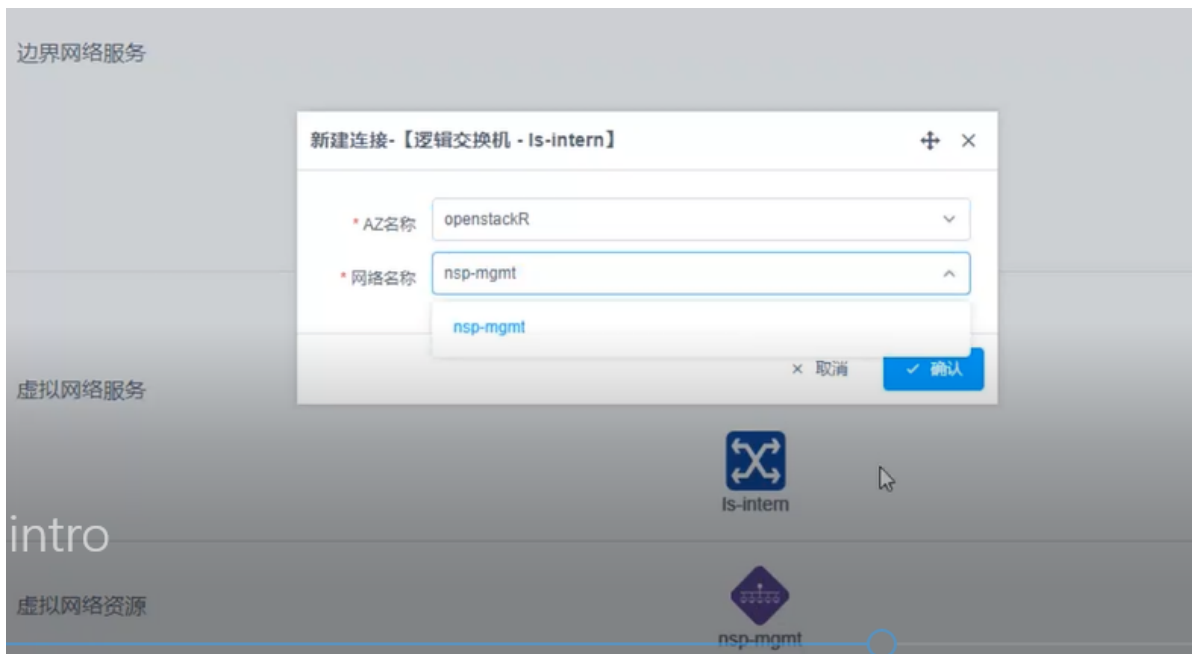 边界网络服务
新建连接-【逻辑交换机 - ls-intern】
* AZ名称
openstackR
* 网络名称
nsp-mgmt
nsp-mgmt
× 取消
✓ 确认
虚拟网络服务
ls-intern
intro
虚拟网络资源
nsp-mgmt